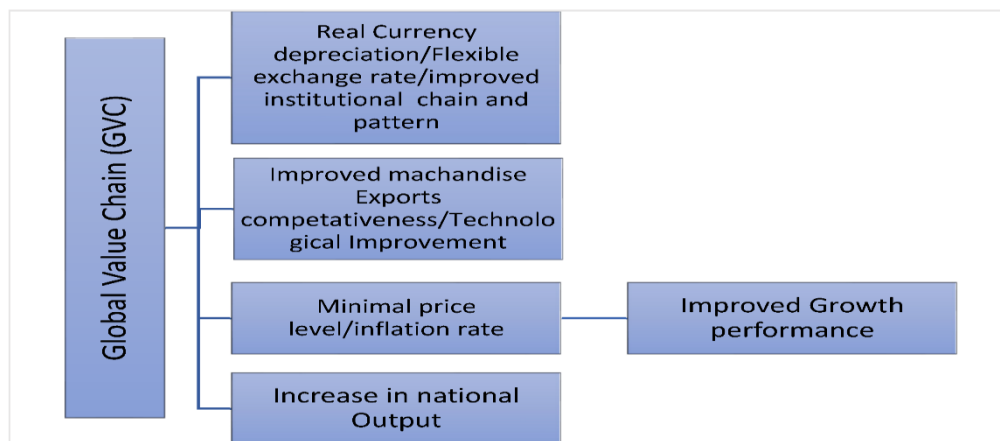 Global Value Chain (GVC)
Real Currency
depreciation/Flexible
exchange rate/improved
institutional chain and
pattern
Improved machandise
Exports
competativeness/Technolo
gical Improvement
Minimal price
level/inflation rate
Improved Growth
performance
Increase in national
Output